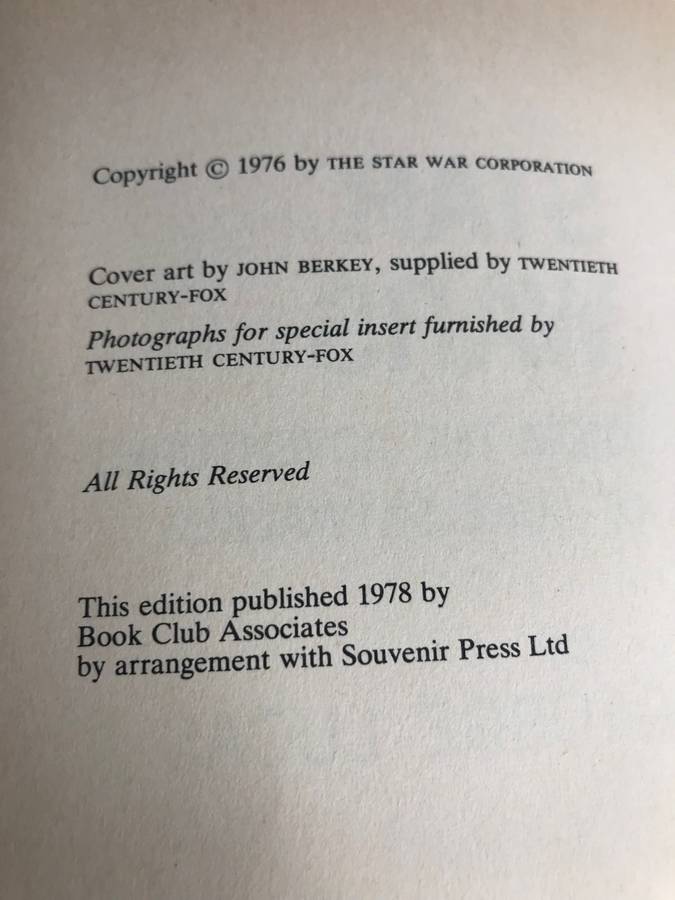 Copyright © 1976 by THE STAR WAR CORPORATION
Cover art by JOHN BERKEY, supplied by TWENTIETH
CENTURY-FOX
Photographs for special insert furnished by
TWENTIETH CENTURY-FOX
All Rights Reserved
This edition published 1978 by
Book Club Associates
by arrangement with Souvenir Press Ltd